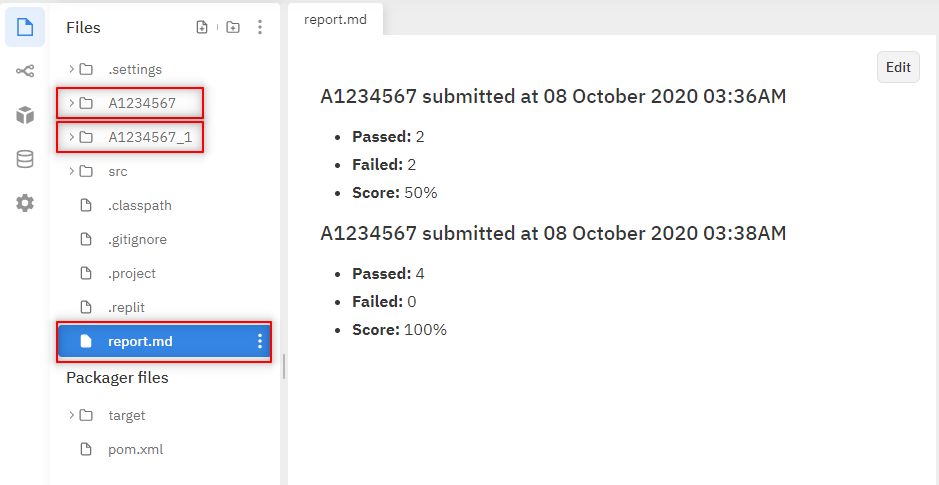 Files
.settings
A1234567
A1234567_1
src
.classpath
.gitignore
.project
.replit
report.md
Packager files
target
pom.xml
report.md
Edit
A1234567 submitted at 08 October 2020 03:36AM
• Passed: 2
• Failed: 2
• Score: 50%
A1234567 submitted at 08 October 2020 03:38AM
• Passed: 4
• Failed: 0
• Score: 100%